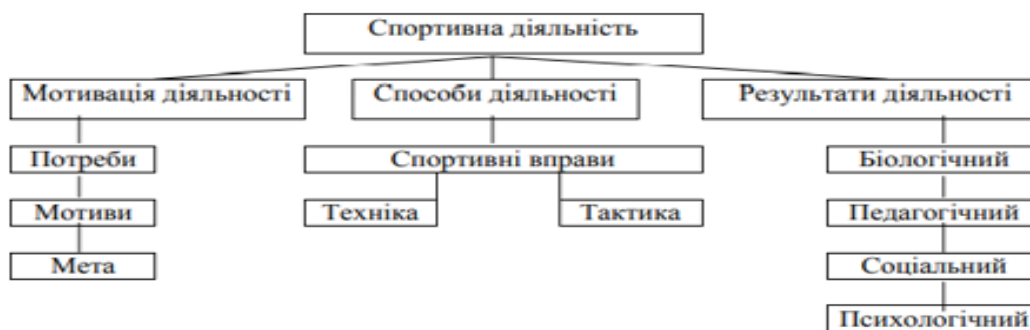 Спортивна діяльність
Мотивація діяльності
Способи діяльності
Результати діяльності
Потреби
Спортивні вправи
Біологічний
Мотиви
Техніка
Тактика
Педагогічний
Мета
Соціальний
Психологічний